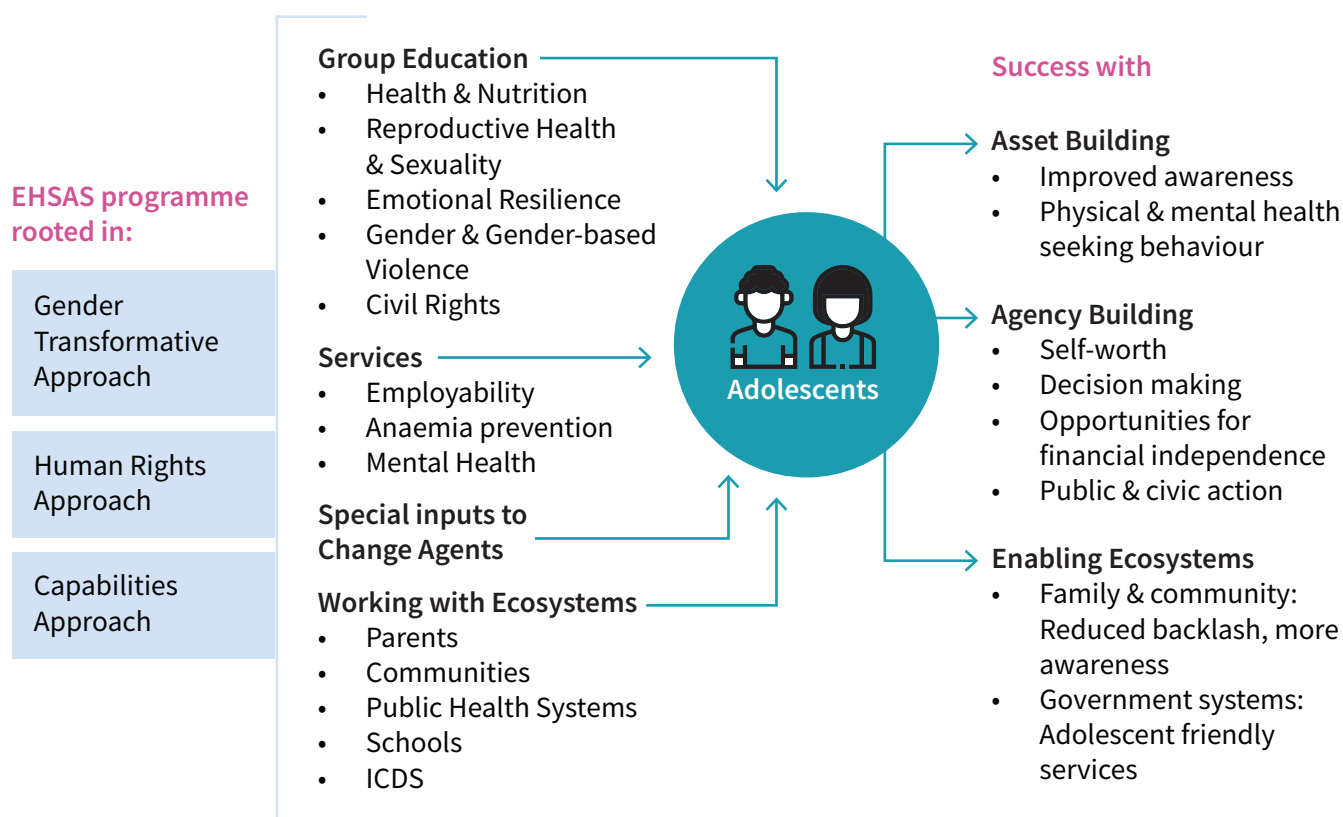 EHSAS programme
rooted in:
Gender
Transformative
Approach
Human Rights
Approach
Capabilities
Approach
Group Education
• Health & Nutrition
• Reproductive Health
& Sexuality
• Emotional Resilience
• Gender & Gender-based
Violence
• Civil Rights
Services
• Employability
• Anaemia prevention
• Mental Health
Special inputs to
Change Agents
Working with Ecosystems
• Parents
• Communities
• Public Health Systems
• Schools
• ICDS
Adolescents
Success with
Asset Building
• Improved awareness
• Physical & mental health
seeking behaviour
Agency Building
• Self-worth
• Decision making
• Opportunities for
financial independence
• Public & civic action
Enabling Ecosystems
• Family & community:
Reduced backlash, more
awareness
• Government systems:
Adolescent friendly
services